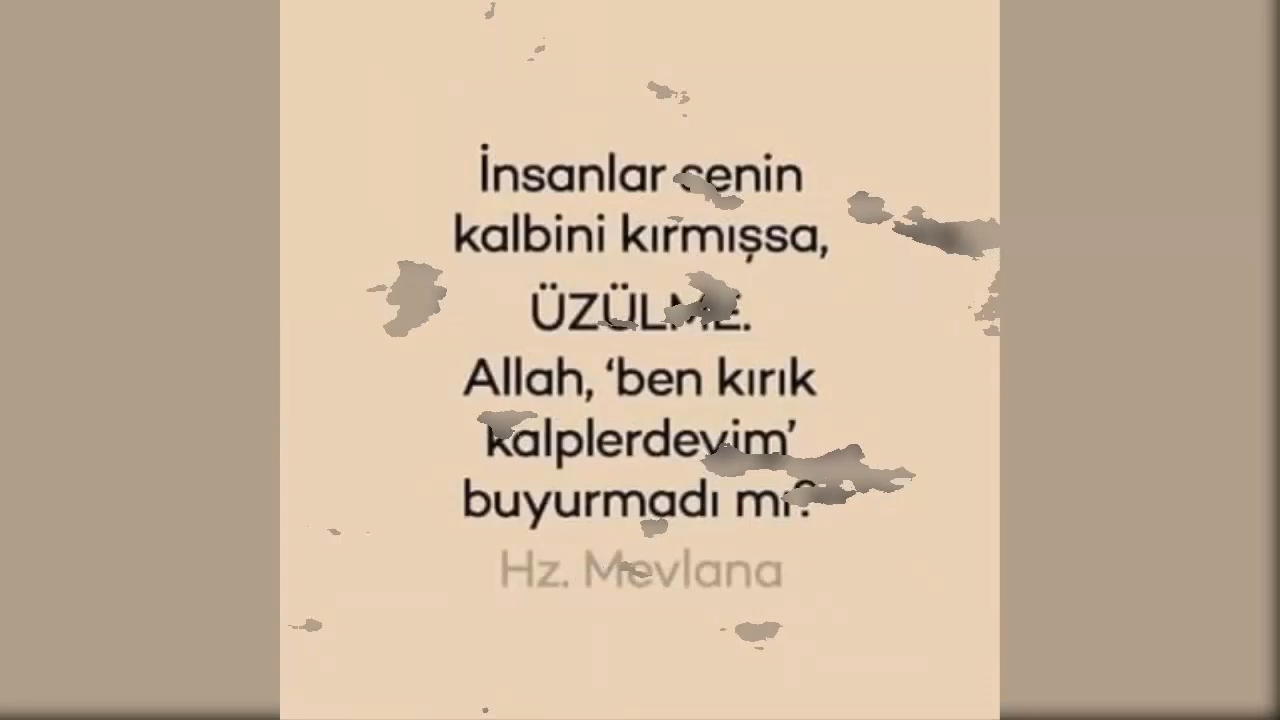 İnsanlar senin
kalbini kırmışsa,
ÜZÜLME.
Allah, ‘ben kırık
kalplerdeyim’
buyurmadı mı?
Hz. Mevlana